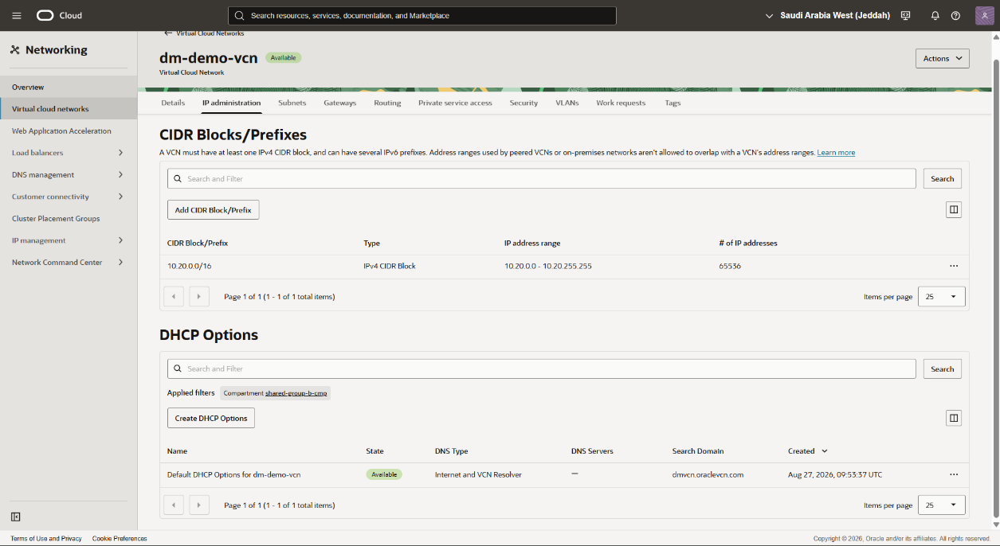 Cloud
Search resources, services, documentation, and Marketplace
Saudi Arabia West (Jeddah)
Networking
Overview
Virtual cloud networks
Web Application Acceleration
Load balancers
DNS management
Customer connectivity
Cluster Placement Groups
IP management
Network Command Center
Virtual Cloud Networks
dm-demo-vcn Available
Virtual Cloud Network
Actions
Details IP administration Subnets Gateways Routing Private service access Security VLANs Work requests Tags
CIDR Blocks/Prefixes
A VCN must have at least one IPv4 CIDR block, and can have several IPv6 prefixes. Address ranges used by peered VCNs or on-premises networks aren't allowed to overlap with a VCN's address ranges. Learn more
Search and Filter Search
Add CIDR Block/Prefix
CIDR Block/Prefix Type IP address range # of IP addresses
10.20.0.0/16 IPv4 CIDR Block 10.20.0.0 - 10.20.255.255 65536
Page 1 of 1 (1 - 1 of 1 total items) Items per page 25
DHCP Options
Search and Filter Search
Applied filters Compartment shared-group-b-cmp
Create DHCP Options
Name State DNS Type DNS Servers Search Domain Created
Default DHCP Options for dm-demo-vcn Available Internet and VCN Resolver — dmvcn.oraclevcn.com Aug 27, 2026, 09:53:37 UTC
Page 1 of 1 (1 - 1 of 1 total items) Items per page 25
Terms of Use and Privacy Cookie Preferences Copyright © 2026, Oracle and/or its affiliates. All rights reserved.